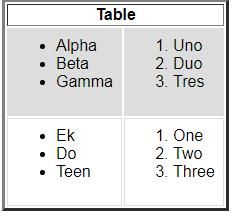 Table
• Alpha
• Beta
• Gamma
1. Uno
2. Duo
3. Tres
• Ek
• Do
• Teen
1. One
2. Two
3. Three